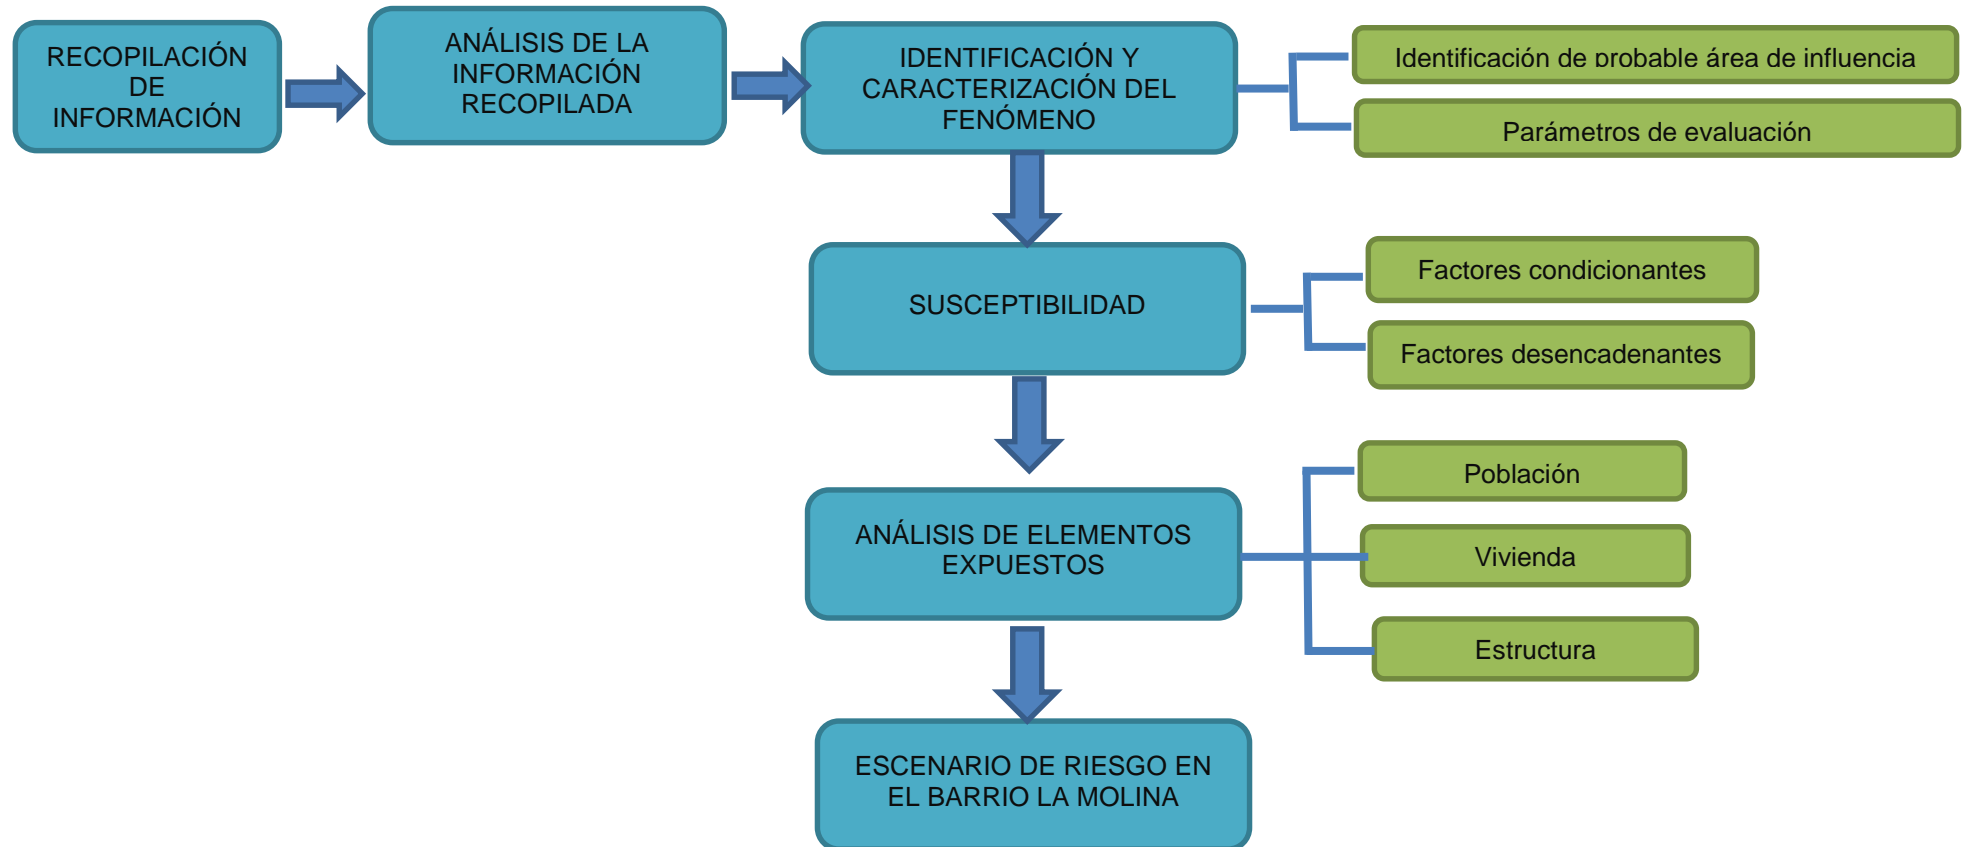 RECOPILACIÓN
DE
INFORMACIÓN
ANÁLISIS DE LA
INFORMACIÓN
RECOPILADA
IDENTIFICACIÓN Y
CARACTERIZACIÓN DEL
FENÓMENO
Identificación de probable área de influencia
Parámetros de evaluación
SUSCEPTIBILIDAD
Factores condicionantes
Factores desencadenantes
ANÁLISIS DE ELEMENTOS
EXPUESTOS
Población
Vivienda
Estructura
ESCENARIO DE RIESGO EN
EL BARRIO LA MOLINA